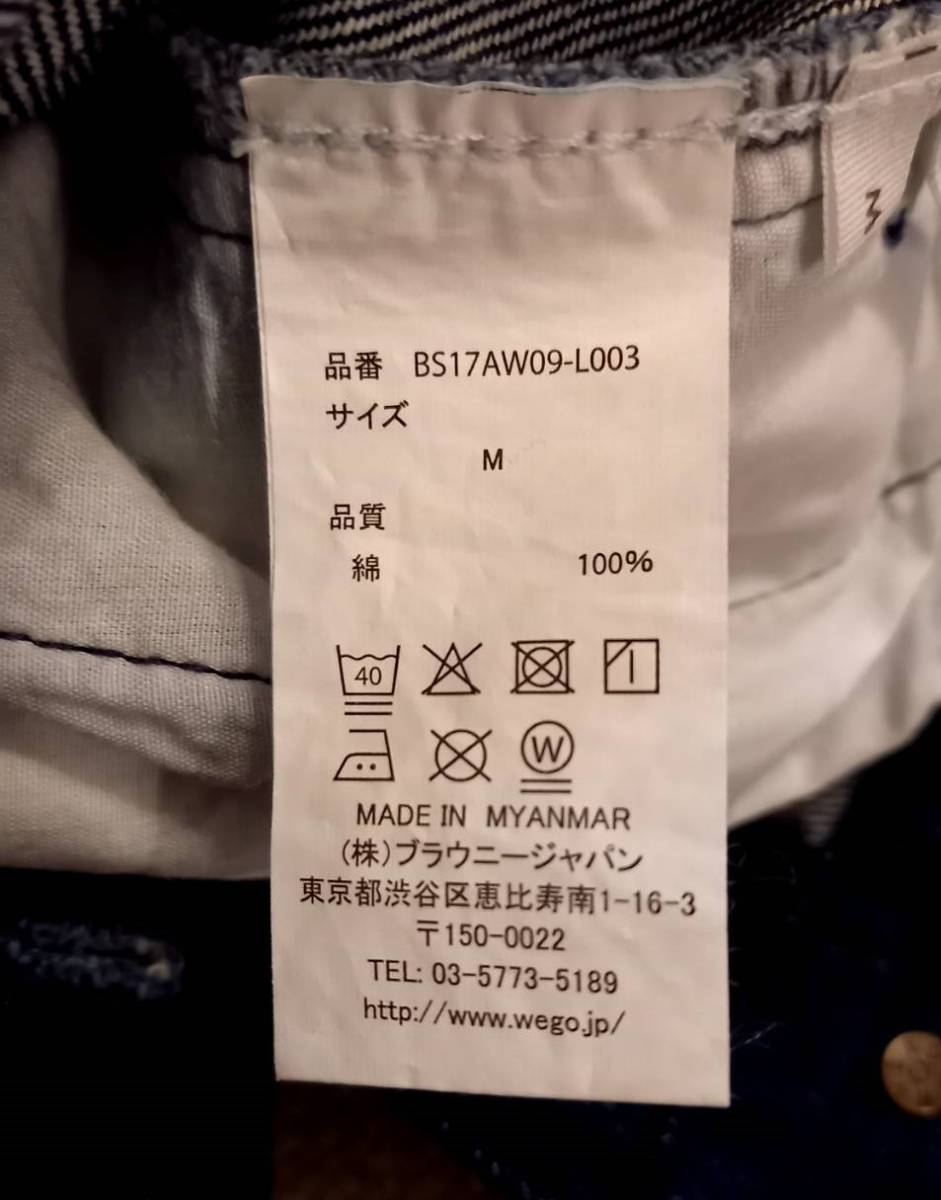 品番 BS17AW09-L003
サイズ
M
品質
綿 100%
40
W
MADE IN MYANMAR
(株)ブラウニージャパン
東京都渋谷区恵比寿南1-16-3
〒150-0022
TEL: 03-5773-5189
http://www.wego.jp/
3